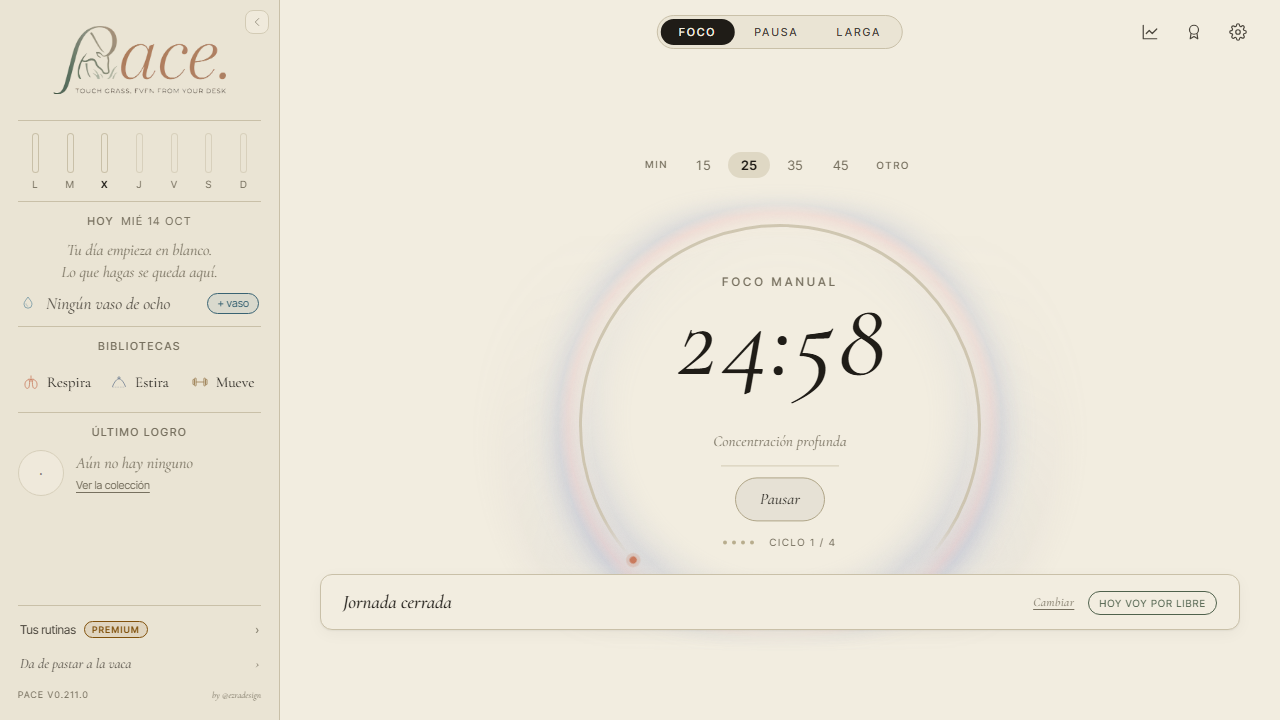 Pace.
TOUCH GRASS. EVEN FROM YOUR DESK
L M X J V S D
HOY MIÉ 14 OCT
Tu día empieza en blanco.
Lo que hagas se queda aquí.
Ningún vaso de ocho
+ vaso
BIBLIOTECAS
Respira Estira Mueve
ÚLTIMO LOGRO
Aún no hay ninguno
Ver la colección
Tus rutinas PREMIUM
Da de pastar a la vaca
PACE V0.211.0
by @ezradesign
FOCO PAUSA LARGA
MIN 15 25 35 45 OTRO
FOCO MANUAL
24:58
Concentración profunda
Pausar
CICLO 1 / 4
Jornada cerrada
Cambiar
HOY VOY POR LIBRE